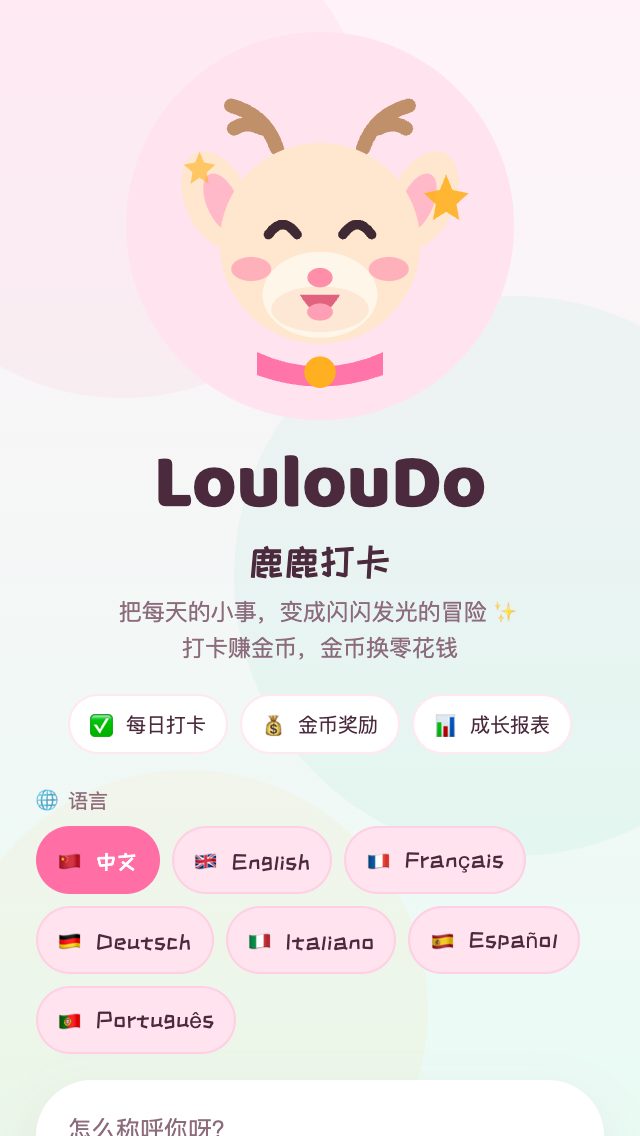 LoulouDo
鹿鹿打卡
把每天的小事，变成闪闪发光的冒险 ✨
打卡赚金币，金币换零花钱
✅ 每日打卡 💰 金币奖励 📊 成长报表
🌐 语言
🇨🇳 中文 🇬🇧 English 🇫🇷 Français
🇩🇪 Deutsch 🇮🇹 Italiano 🇪🇸 Español
🇵🇹 Português
怎么称呼你呀？